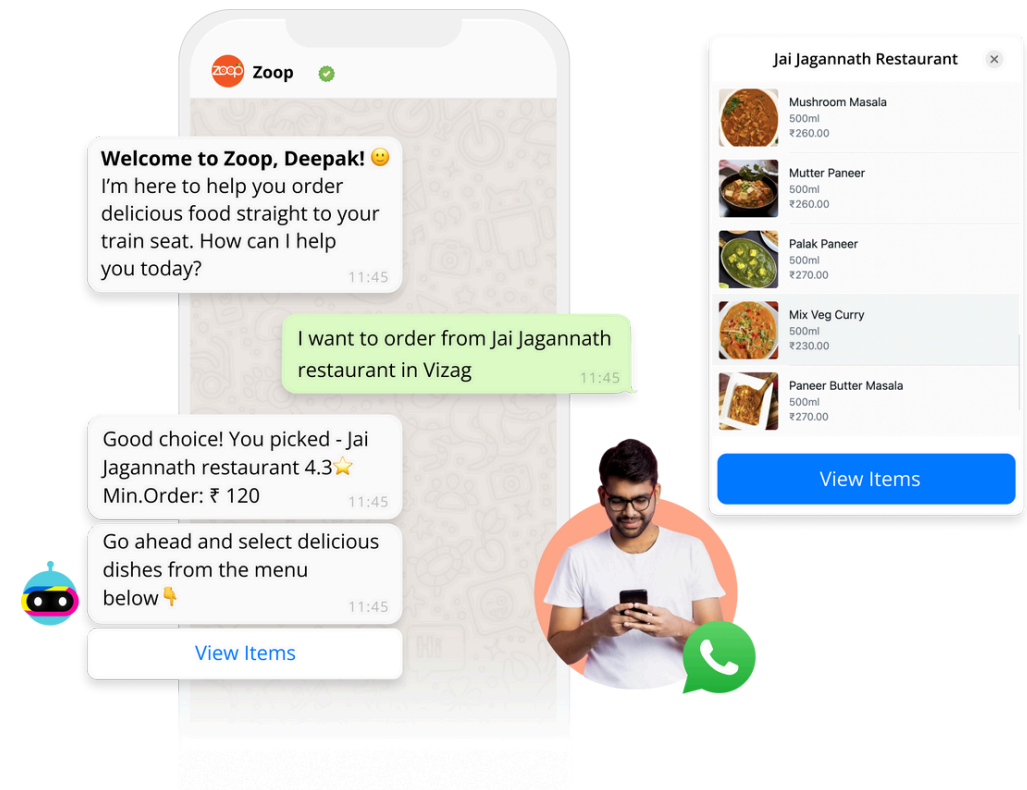 zoop
Zoop
Welcome to Zoop, Deepak! 🙂
I'm here to help you order
delicious food straight to your
train seat. How can I help
you today?
11:45
I want to order from Jai Jagannath
restaurant in Vizag
11:45
Good choice! You picked - Jai
Jagannath restaurant 4.3⭐
Min.Order: ₹ 120
11:45
Go ahead and select delicious
dishes from the menu
below👇
11:45
View Items
Jai Jagannath Restaurant
Mushroom Masala
500ml
₹260.00
Mutter Paneer
500ml
₹260.00
Palak Paneer
500ml
₹270.00
Mix Veg Curry
500ml
₹230.00
Paneer Butter Masala
500ml
₹270.00
View Items
Hi